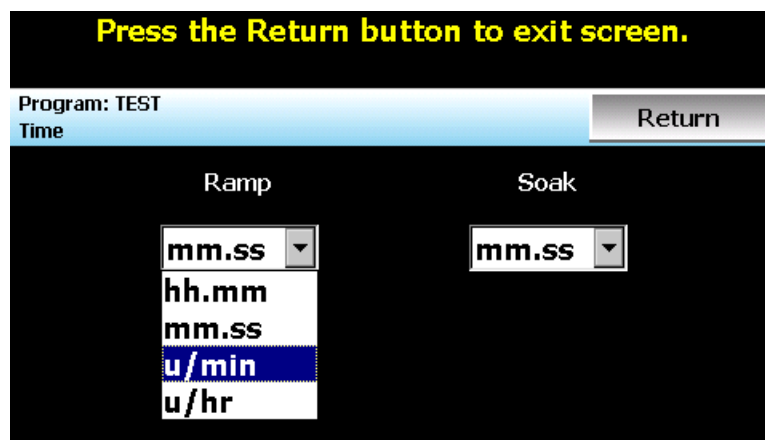 Press the Return button to exit screen.
Program: TEST
Time
Return
Ramp
Soak
mm.ss
mm.ss
hh.mm
mm.ss
u/min
u/hr